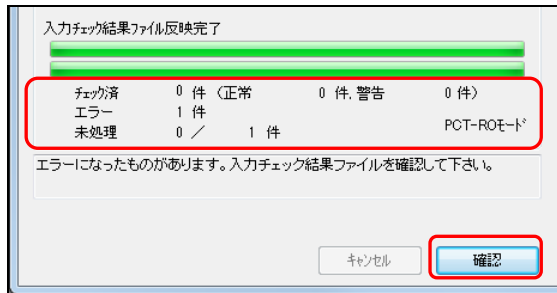 入力ﾁｪｯｸ結果ﾌｧｲﾙ反映完了
ﾁｪｯｸ済 0 件 (正常 0 件, 警告 0 件)
エラー 1 件
未処理 0 ／ 1 件 PCT-ROﾓｰﾄﾞ
エラーになったものがあります。入力チェック結果ファイルを確認して下さい。
ｷｬﾝｾﾙ 確認